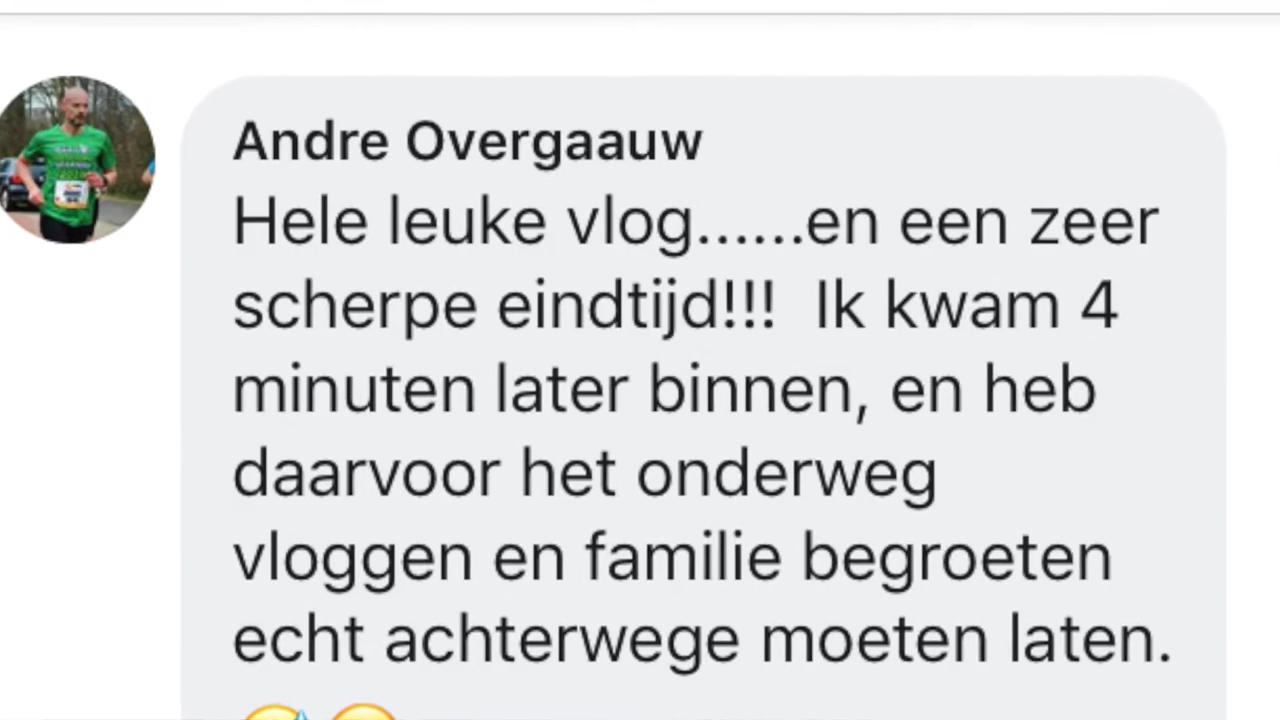 Andre Overgaauw
Hele leuke vlog......en een zeer
scherpe eindtijd!!!  Ik kwam 4
minuten later binnen, en heb
daarvoor het onderweg
vloggen en familie begroeten
echt achterwege moeten laten.